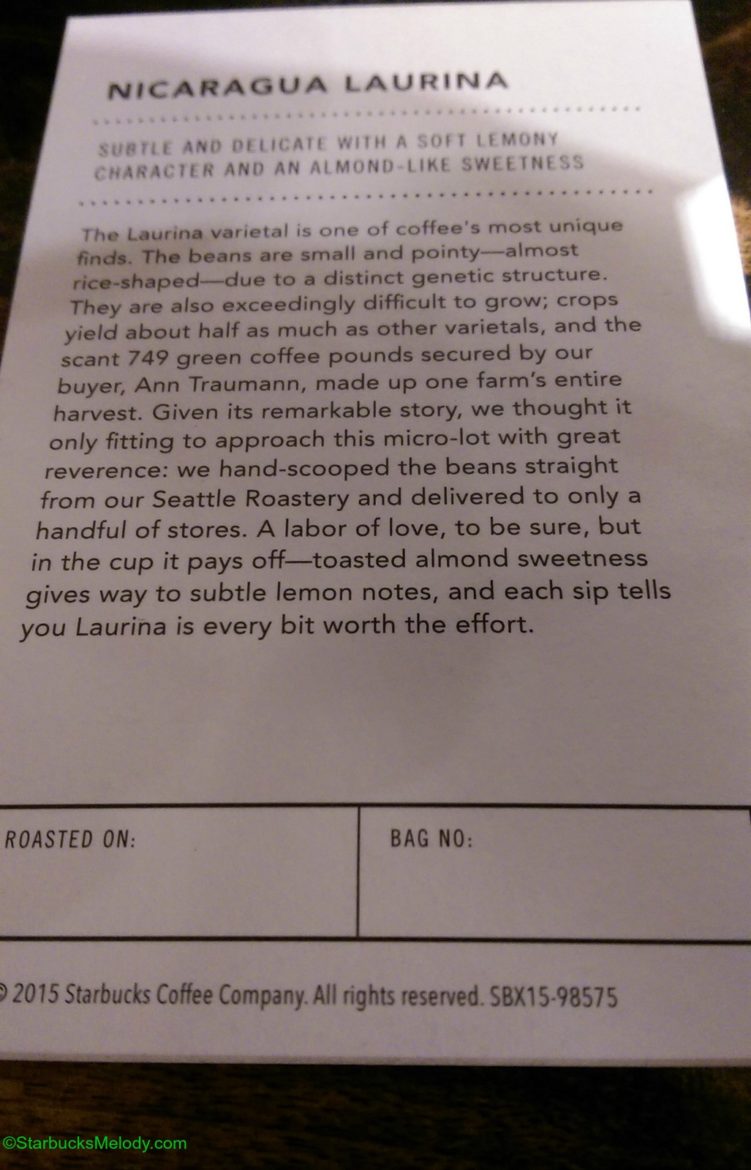 NICARAGUA LAURINA
SUBTLE AND DELICATE WITH A SOFT LEMONY
CHARACTER AND AN ALMOND-LIKE SWEETNESS
The Laurina varietal is one of coffee's most unique
finds. The beans are small and pointy—almost
rice-shaped—due to a distinct genetic structure.
They are also exceedingly difficult to grow; crops
yield about half as much as other varietals, and the
scant 749 green coffee pounds secured by our
buyer, Ann Traumann, made up one farm's entire
harvest. Given its remarkable story, we thought it
only fitting to approach this micro-lot with great
reverence: we hand-scooped the beans straight
from our Seattle Roastery and delivered to only a
handful of stores. A labor of love, to be sure, but
in the cup it pays off—toasted almond sweetness
gives way to subtle lemon notes, and each sip tells
you Laurina is every bit worth the effort.
ROASTED ON:
BAG NO:
© 2015 Starbucks Coffee Company. All rights reserved. SBX15-98575
©StarbucksMelody.com